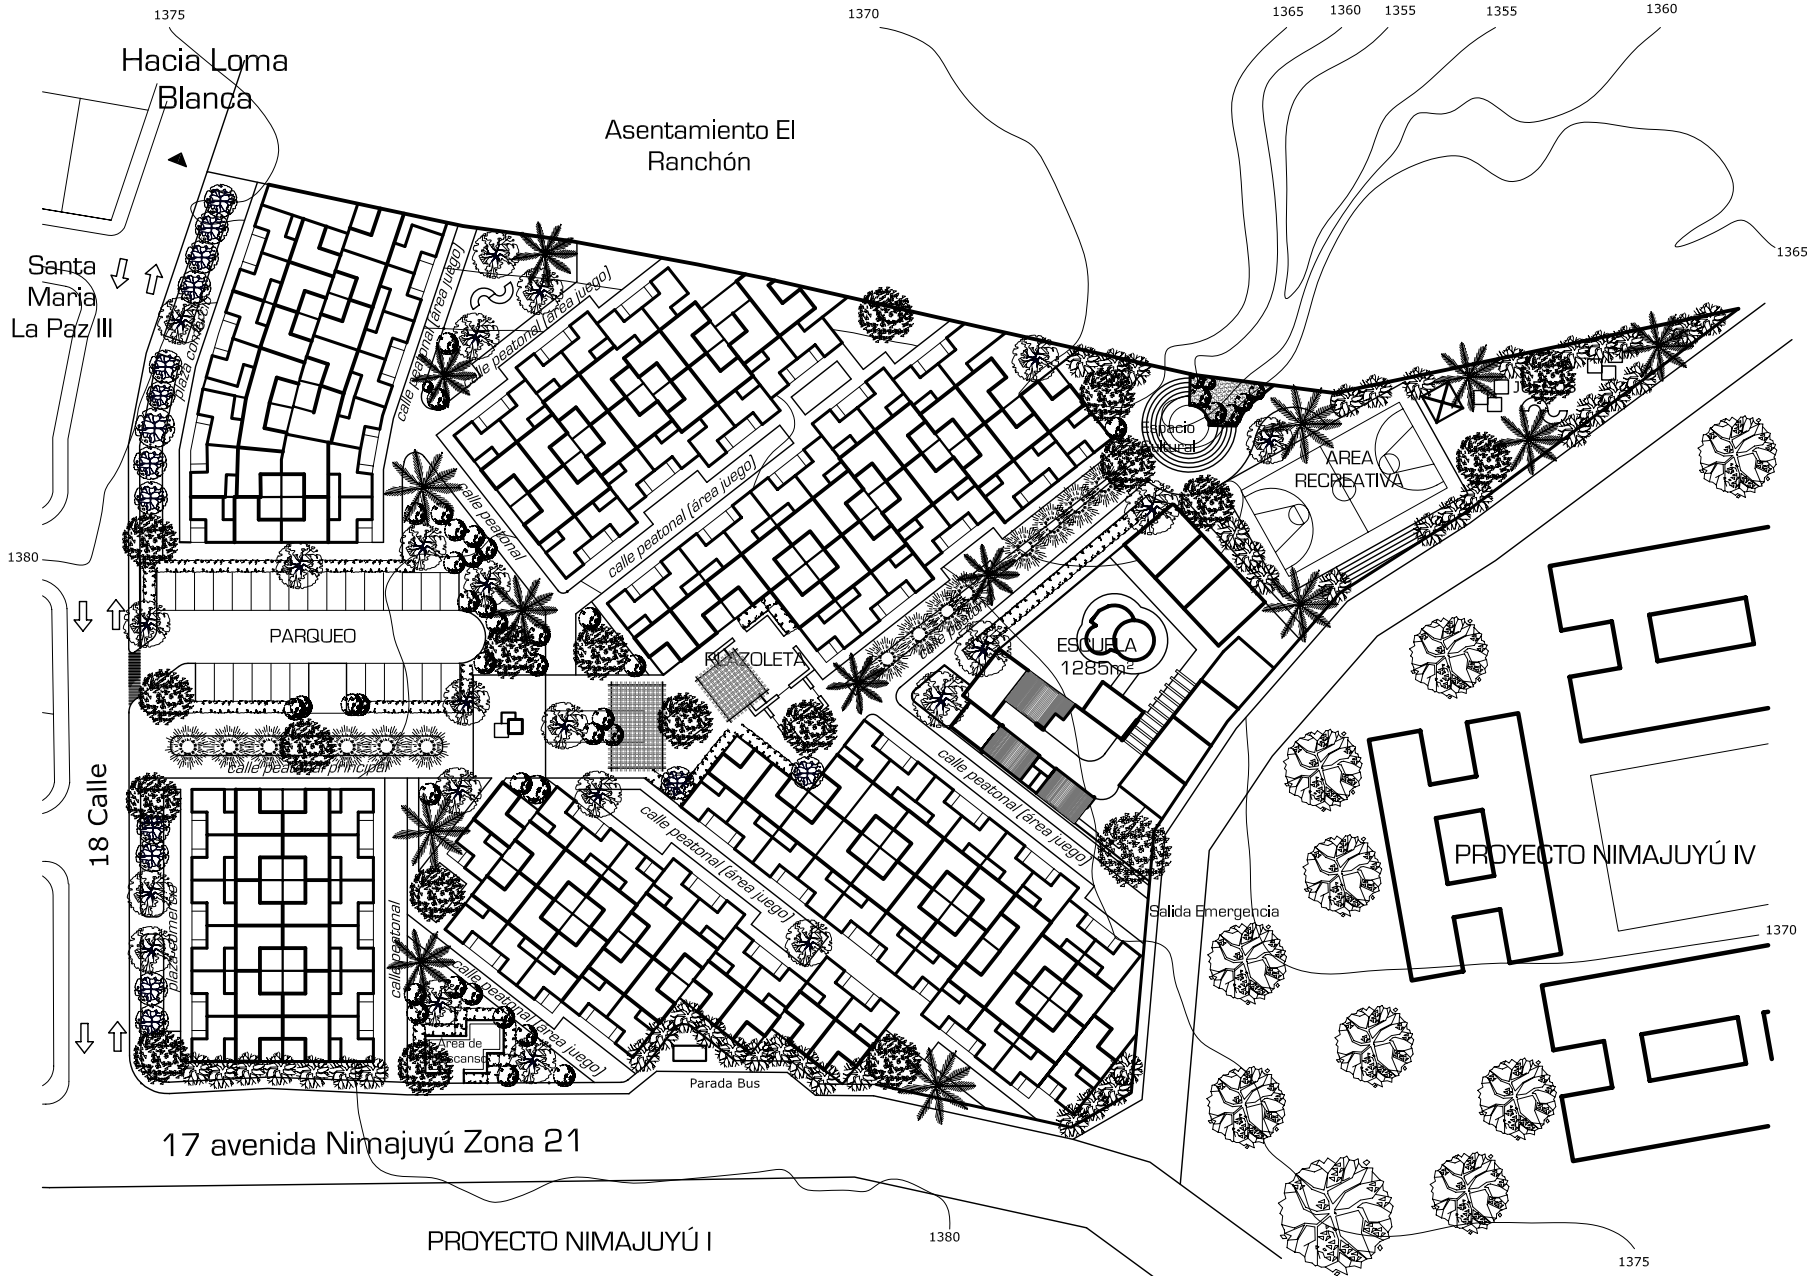 1375
1370
1365
1360
1355
1355
1360
Hacia Loma
Blanca
Asentamiento El
Ranchón
1365
Santa
Maria
La Paz III
plaza comercio
calle peatonal [área juego]
calle peatonal [área juego]
Espacio
Cultural
AREA
RECREATIVA
calle peatonal
calle peatonal [área juego]
1380
PARQUEO
PLAZOLETA
calle peatonal
ESCUELA
1285m²
calle peatonal principal
18 Calle
calle peatonal [área juego]
calle peatonal [área juego]
PROYECTO NIMAJUYÚ IV
plaza comercio
calle peatonal
Salida Emergencia
1370
calle peatonal [área juego]
Área de
Descanso
Parada Bus
17 avenida Nimajuyú Zona 21
PROYECTO NIMAJUYÚ I
1380
1375